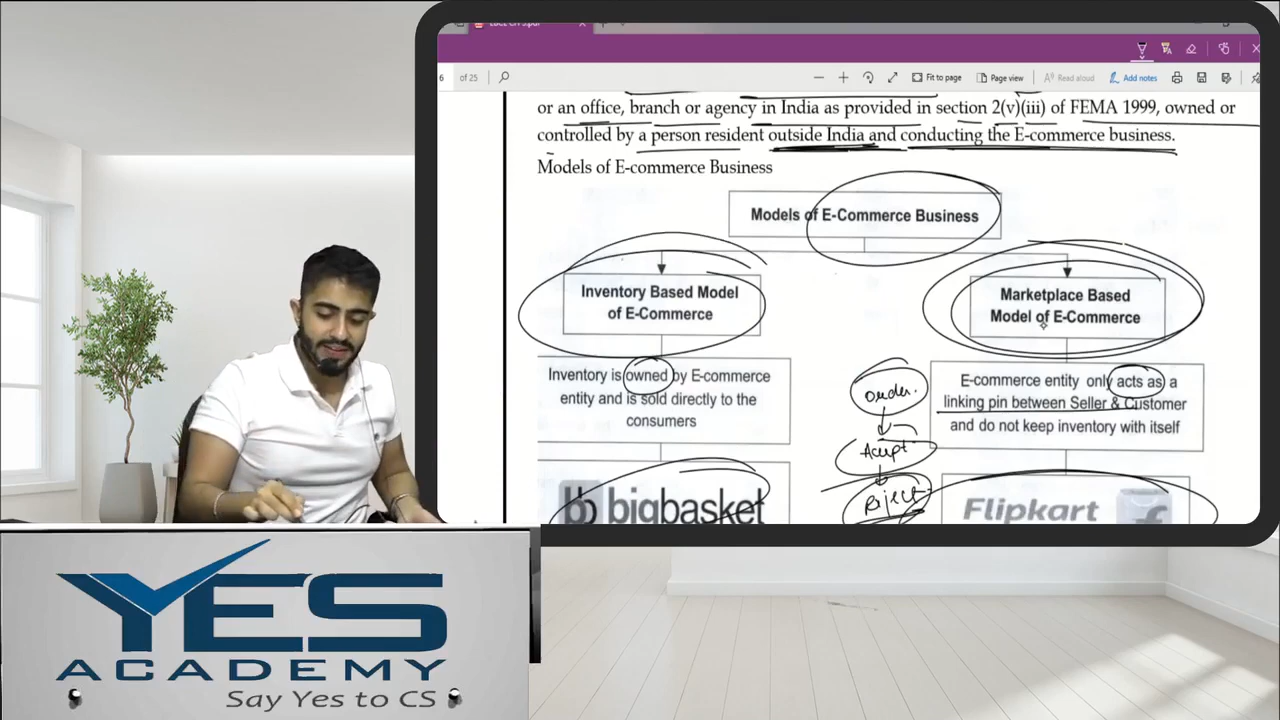 6 of 25
Fit to page
Page view
Read aloud
Add notes
or an office, branch or agency in India as provided in section 2(v)(iii) of FEMA 1999, owned or
controlled by a person resident outside India and conducting the E-commerce business.
Models of E-commerce Business
Models of E-Commerce Business
Inventory Based Model
of E-Commerce
Marketplace Based
Model of E-Commerce
Inventory is owned by E-commerce
entity and is sold directly to the
consumers
order.
Accept
Reject
E-commerce entity only acts as a
linking pin between Seller & Customer
and do not keep inventory with itself
bigbasket
Flipkart
YES
ACADEMY
Say Yes to CS